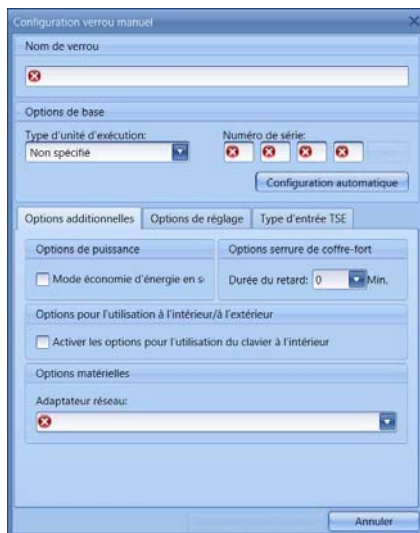 Configuration verrou manuel
Nom de verrou
Options de base
Type d'unité d'exécution:
Numéro de série:
Non spécifié
Configuration automatique
Options additionnelles
Options de réglage
Type d'entrée TSE
Options de puissance
Options serrure de coffre-fort
Mode économie d'énergie en s
Durée du retard: 0 Min.
Options pour l'utilisation à l'intérieur/à l'extérieur
Activer les options pour l'utilisation du clavier à l'intérieur
Options matérielles
Adaptateur réseau:
Annuler